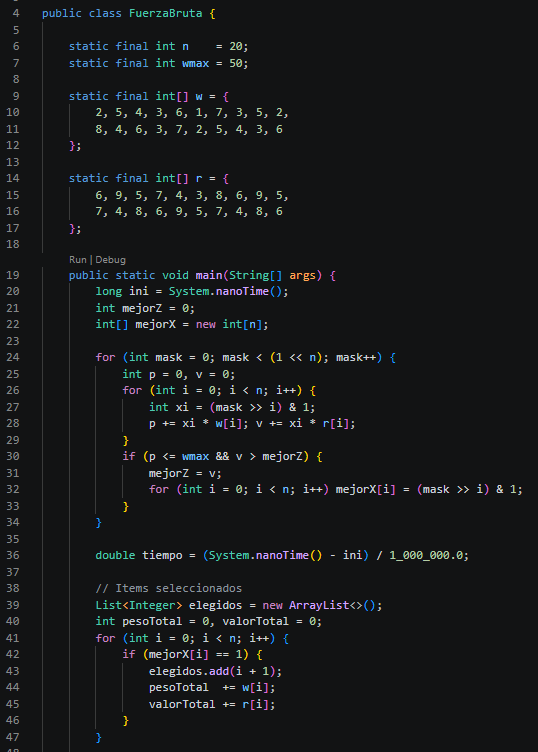 4 public class FuerzaBruta {
5
6     static final int n    = 20;
7     static final int wmax = 50;
8
9     static final int[] w = {
10         2, 5, 4, 3, 6, 1, 7, 3, 5, 2,
11         8, 4, 6, 3, 7, 2, 5, 4, 3, 6
12     };
13
14     static final int[] r = {
15         6, 9, 5, 7, 4, 3, 8, 6, 9, 5,
16         7, 4, 8, 6, 9, 5, 7, 4, 8, 6
17     };
18
Run | Debug
19     public static void main(String[] args) {
20         long ini = System.nanoTime();
21         int mejorZ = 0;
22         int[] mejorX = new int[n];
23
24         for (int mask = 0; mask < (1 << n); mask++) {
25             int p = 0, v = 0;
26             for (int i = 0; i < n; i++) {
27                 int xi = (mask >> i) & 1;
28                 p += xi * w[i]; v += xi * r[i];
29             }
30             if (p <= wmax && v > mejorZ) {
31                 mejorZ = v;
32                 for (int i = 0; i < n; i++) mejorX[i] = (mask >> i) & 1;
33             }
34         }
35
36         double tiempo = (System.nanoTime() - ini) / 1_000_000.0;
37
38         // Items seleccionados
39         List<Integer> elegidos = new ArrayList<>();
40         int pesoTotal = 0, valorTotal = 0;
41         for (int i = 0; i < n; i++) {
42             if (mejorX[i] == 1) {
43                 elegidos.add(i + 1);
44                 pesoTotal  += w[i];
45                 valorTotal += r[i];
46             }
47         }